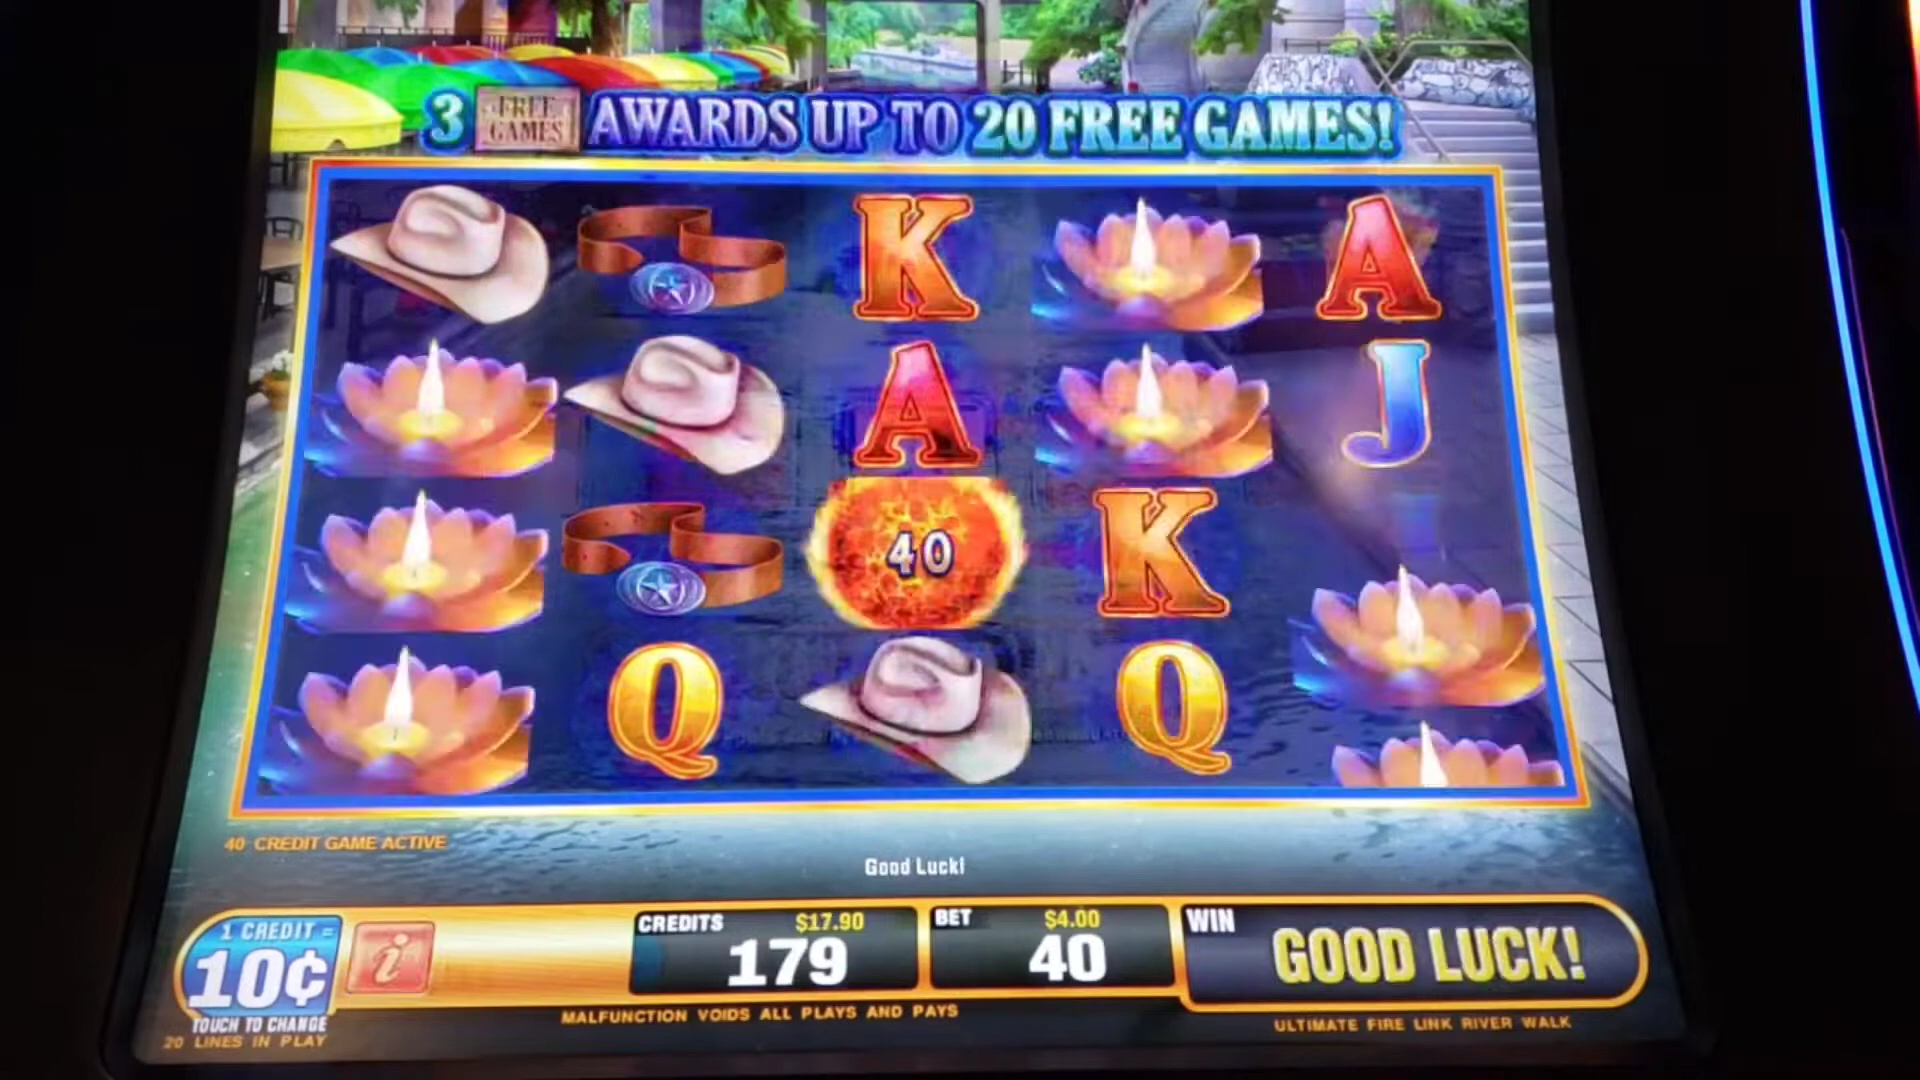 3 FREE GAMES AWARDS UP TO 20 FREE GAMES!
K
A
A
J
40
K
Q
Q
40 CREDIT GAME ACTIVE
Good Luck!
1 CREDIT =
10¢
TOUCH TO CHANGE
20 LINES IN PLAY
i
CREDITS $17.90
179
BET $4.00
40
WIN
GOOD LUCK!
MALFUNCTION VOIDS ALL PLAYS AND PAYS
ULTIMATE FIRE LINK RIVER WALK